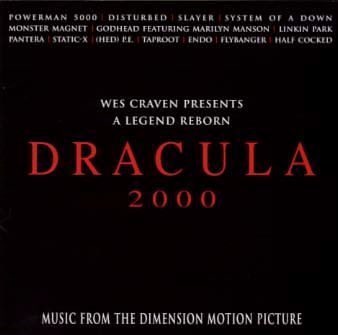 POWERMAN 5000 | DISTURBED | SLAYER | SYSTEM OF A DOWN
MONSTER MAGNET | GODHEAD FEATURING MARILYN MANSON | LINKIN PARK
PANTERA | STATIC-X | (HED) P.E. | TAPROOT | ENDO | FLYBANGER | HALF COCKED
WES CRAVEN PRESENTS
A LEGEND REBORN
DRACULA
2000
MUSIC FROM THE DIMENSION MOTION PICTURE